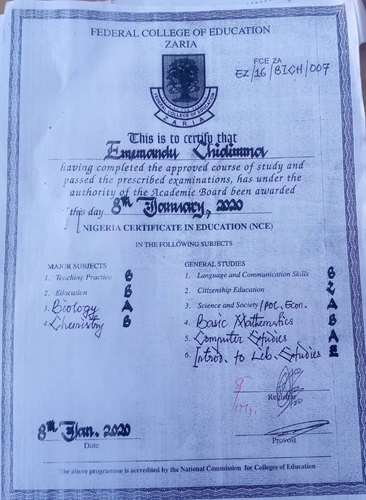 FEDERAL COLLEGE OF EDUCATION
ZARIA
FCE ZA
EZ/16/BICH/007
ZARIA
This is to certify that
Ememandu Chidimma
having completed the approved course of study and
passed the prescribed examinations, has under the
authority of the Academic Board been awarded
this day 8th January, 2020
NIGERIA CERTIFICATE IN EDUCATION (NCE)
IN THE FOLLOWING SUBJECTS
MAJOR SUBJECTS
1. Teaching Practice B
2. Education B
3. Biology A
4. Chemistry B
GENERAL STUDIES
1. Language and Communication Skills B
2. Citizenship Education
3. Science and Society/Pol. Econ. A
4. Basic Mathematics B
5. Computer Studies A
6. Introd. to Lib. Studies
Registrar
8th Jan. 2020
Date
Provost
The above programme is accredited by the National Commission for Colleges of Education